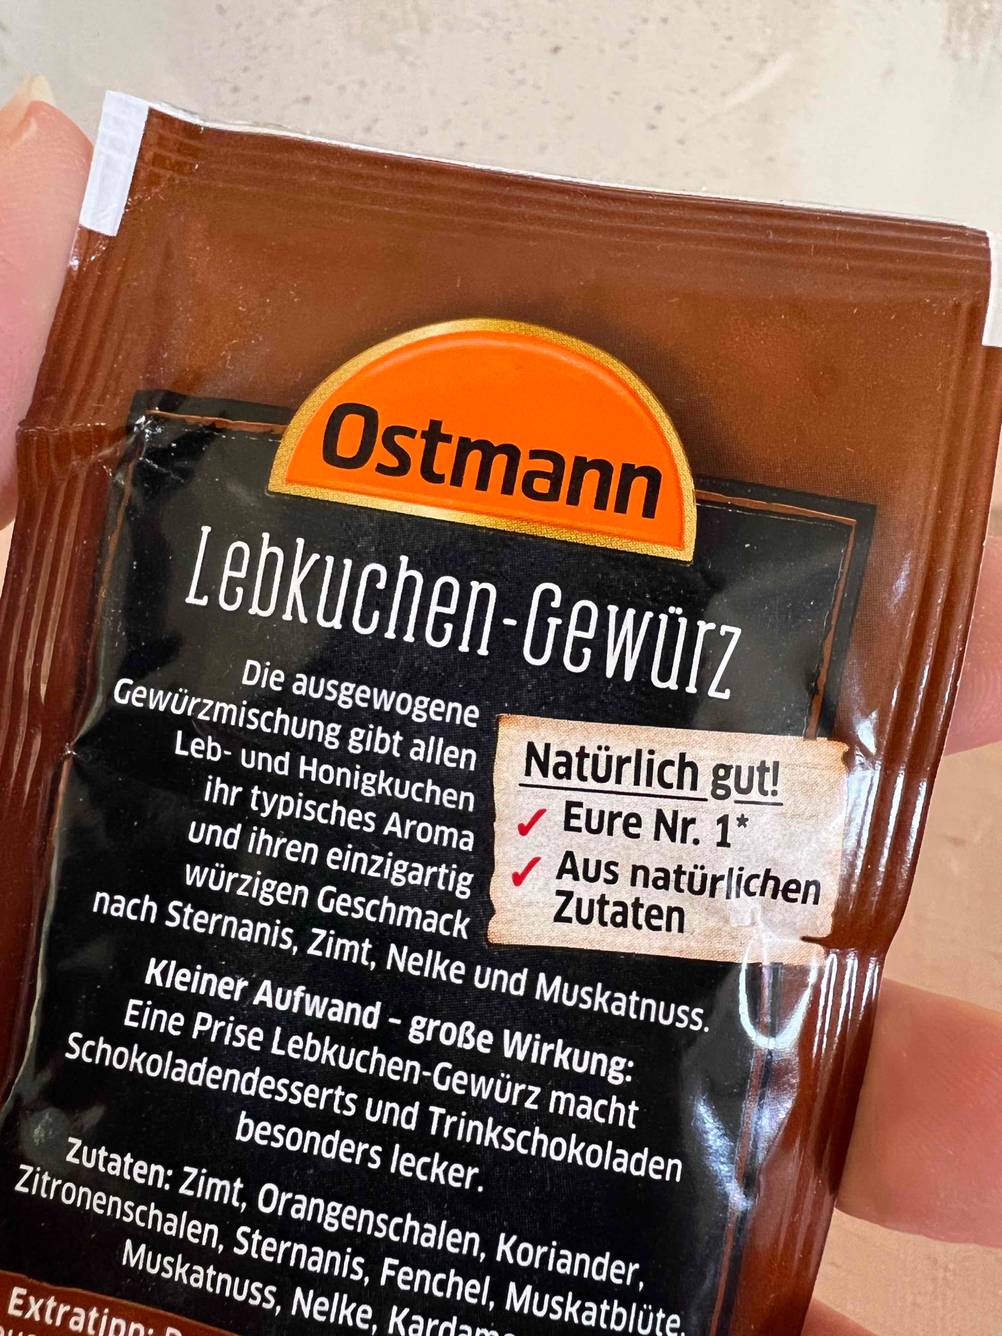 Ostmann
Lebkuchen-Gewürz
Die ausgewogene
Gewürzmischung gibt allen
Leb- und Honigkuchen
ihr typisches Aroma
und ihren einzigartig
würzigen Geschmack
nach Sternanis, Zimt, Nelke und Muskatnuss.
Natürlich gut!
✓ Eure Nr. 1*
✓ Aus natürlichen
Zutaten
Kleiner Aufwand – große Wirkung:
Eine Prise Lebkuchen-Gewürz macht
Schokoladendesserts und Trinkschokoladen
besonders lecker.
Zutaten: Zimt, Orangenschalen, Koriander,
Zitronenschalen, Sternanis, Fenchel, Muskatblüte,
Muskatnuss, Nelke,
Extratipp: